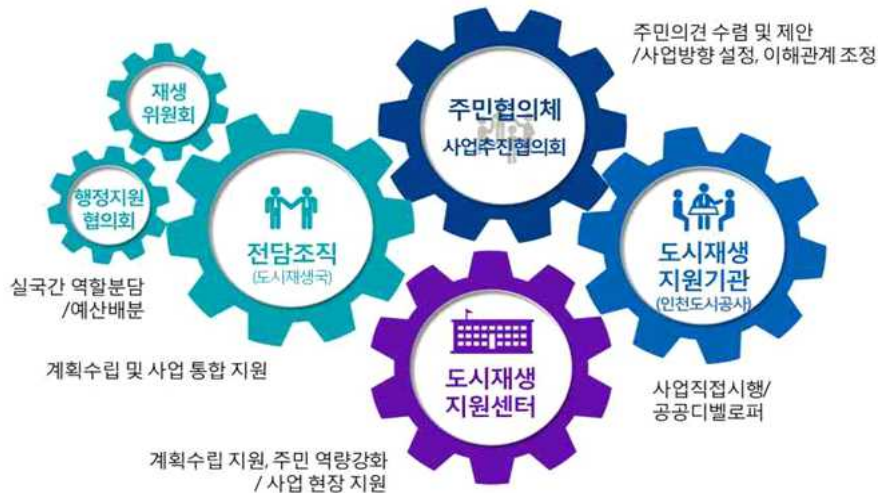 주민의견 수렴 및 제안
/사업방향 설정, 이해관계 조정
재생
위원회
행정지원
협의회
주민협의체
사업추진협의회
전담조직
(도시재생국)
도시재생
지원기관
(인천도시공사)
실국간 역할분담
/예산배분
계획수립 및 사업 통합 지원
도시재생
지원센터
사업직접시행/
공공디벨로퍼
계획수립 지원, 주민 역량강화
/ 사업 현장 지원